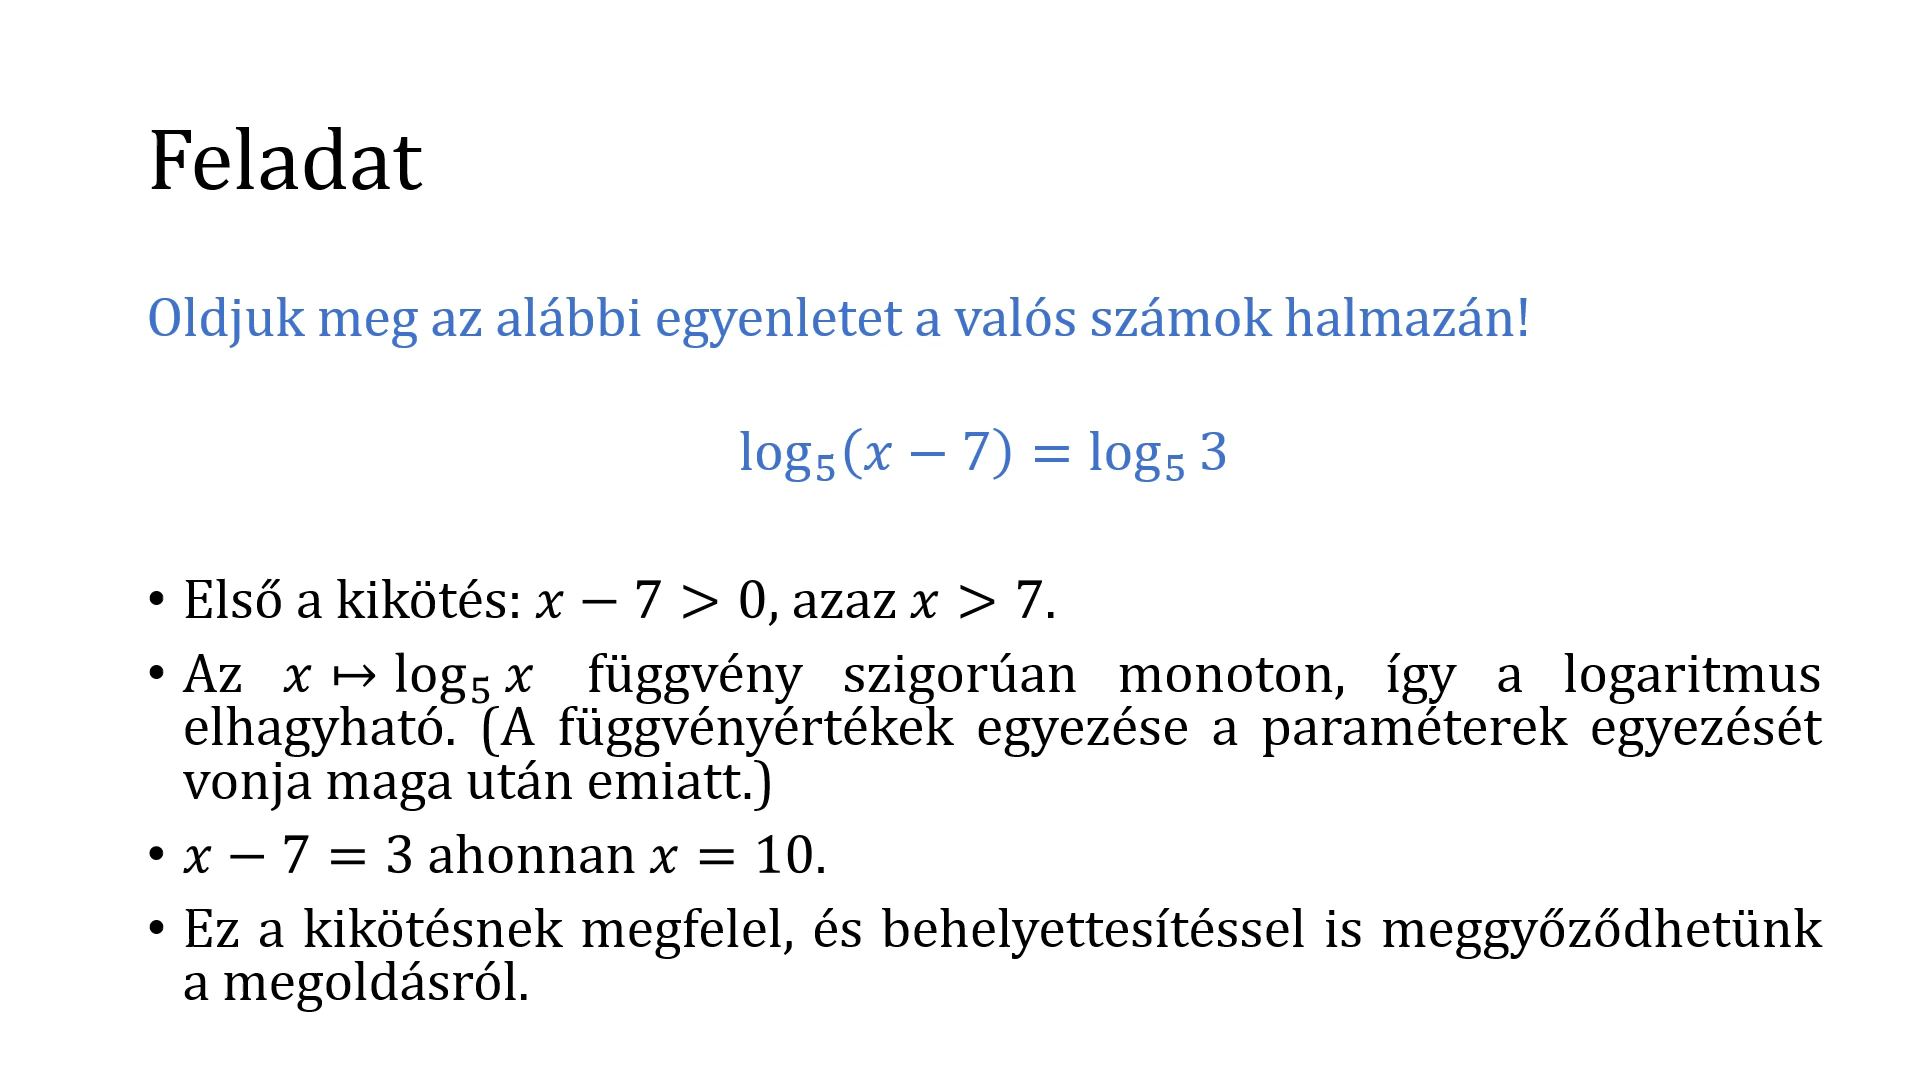 Feladat
Oldjuk meg az alábbi egyenletet a valós számok halmazán!
log₅(x − 7) = log₅ 3
• Első a kikötés: x − 7 > 0, azaz x > 7.
• Az x ↦ log₅ x függvény szigorúan monoton, így a logaritmus
elhagyható. (A függvényértékek egyezése a paraméterek egyezését
vonja maga után emiatt.)
• x − 7 = 3 ahonnan x = 10.
• Ez a kikötésnek megfelel, és behelyettesítéssel is meggyőződhetünk
a megoldásról.